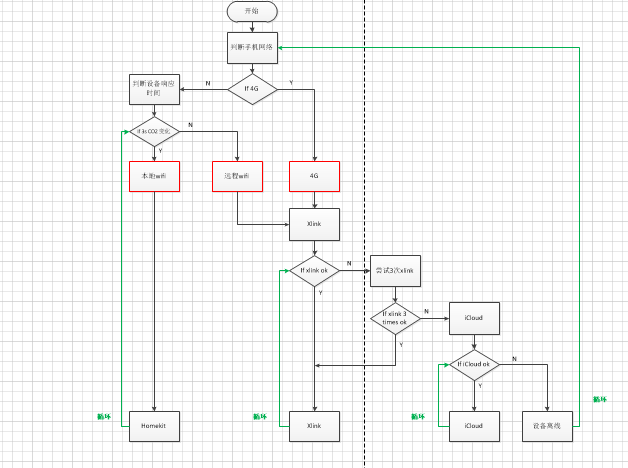 开始
判断手机网络
If 4G
N
Y
判断设备响应
时间
If 3s CO2变化
N
Y
本地wifi
远程wifi
4G
Xlink
If xlink ok
N
Y
尝试3次xlink
If xlink 3
times ok
N
Y
iCloud
If iCloud ok
N
Y
循环
循环
循环
循环
Homekit
Xlink
iCloud
设备离线